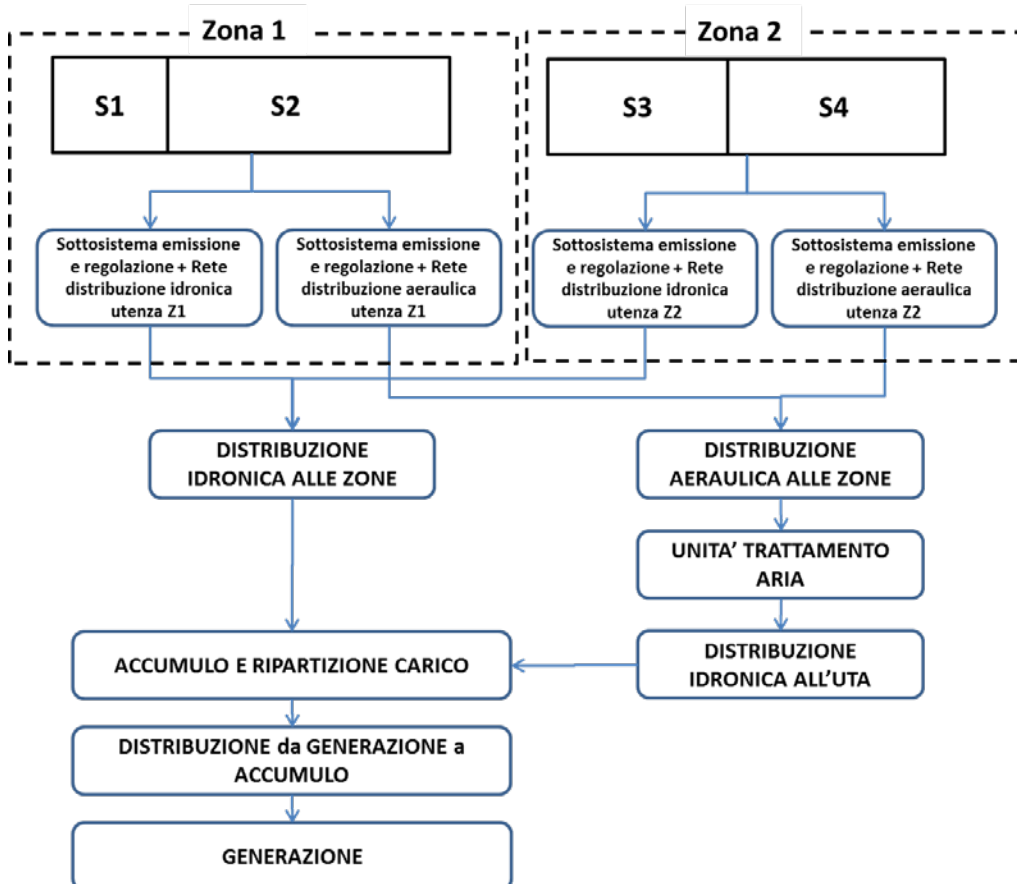 Zona 1
Zona 2
S1
S2
S3
S4
Sottosistema emissione
e regolazione + Rete
distribuzione idronica
utenza Z1
Sottosistema emissione
e regolazione + Rete
distribuzione aeraulica
utenza Z1
Sottosistema emissione
e regolazione + Rete
distribuzione idronica
utenza Z2
Sottosistema emissione
e regolazione + Rete
distribuzione aeraulica
utenza Z2
DISTRIBUZIONE
IDRONICA ALLE ZONE
DISTRIBUZIONE
AERAULICA ALLE ZONE
UNITA’ TRATTAMENTO
ARIA
ACCUMULO E RIPARTIZIONE CARICO
DISTRIBUZIONE
IDRONICA ALL’UTA
DISTRIBUZIONE da GENERAZIONE a
ACCUMULO
GENERAZIONE